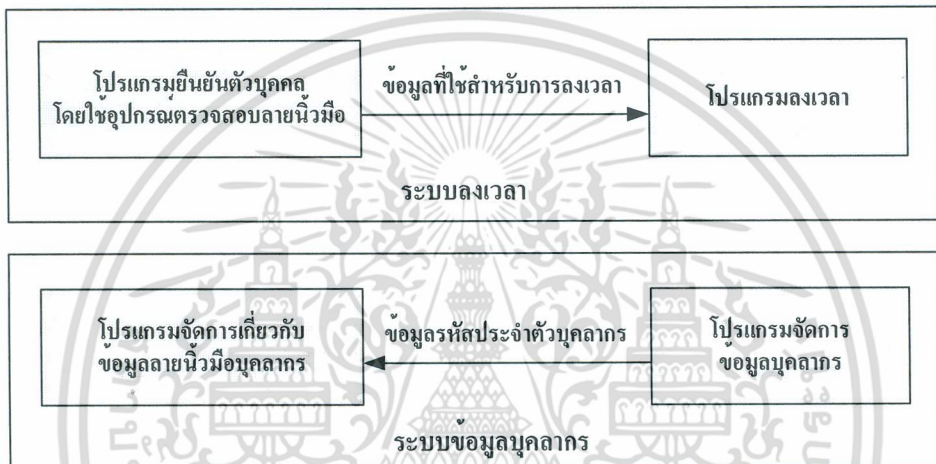 โปรแกรมยืนยันตัวบุคคล
โดยใช้อุปกรณ์ตรวจสอบลายนิ้วมือ
ข้อมูลที่ใช้สำหรับการลงเวลา
โปรแกรมลงเวลา
ระบบลงเวลา
โปรแกรมจัดการเกี่ยวกับ
ข้อมูลลายนิ้วมือบุคลากร
ข้อมูลรหัสประจำตัวบุคลากร
โปรแกรมจัดการ
ข้อมูลบุคลากร
ระบบข้อมูลบุคลากร